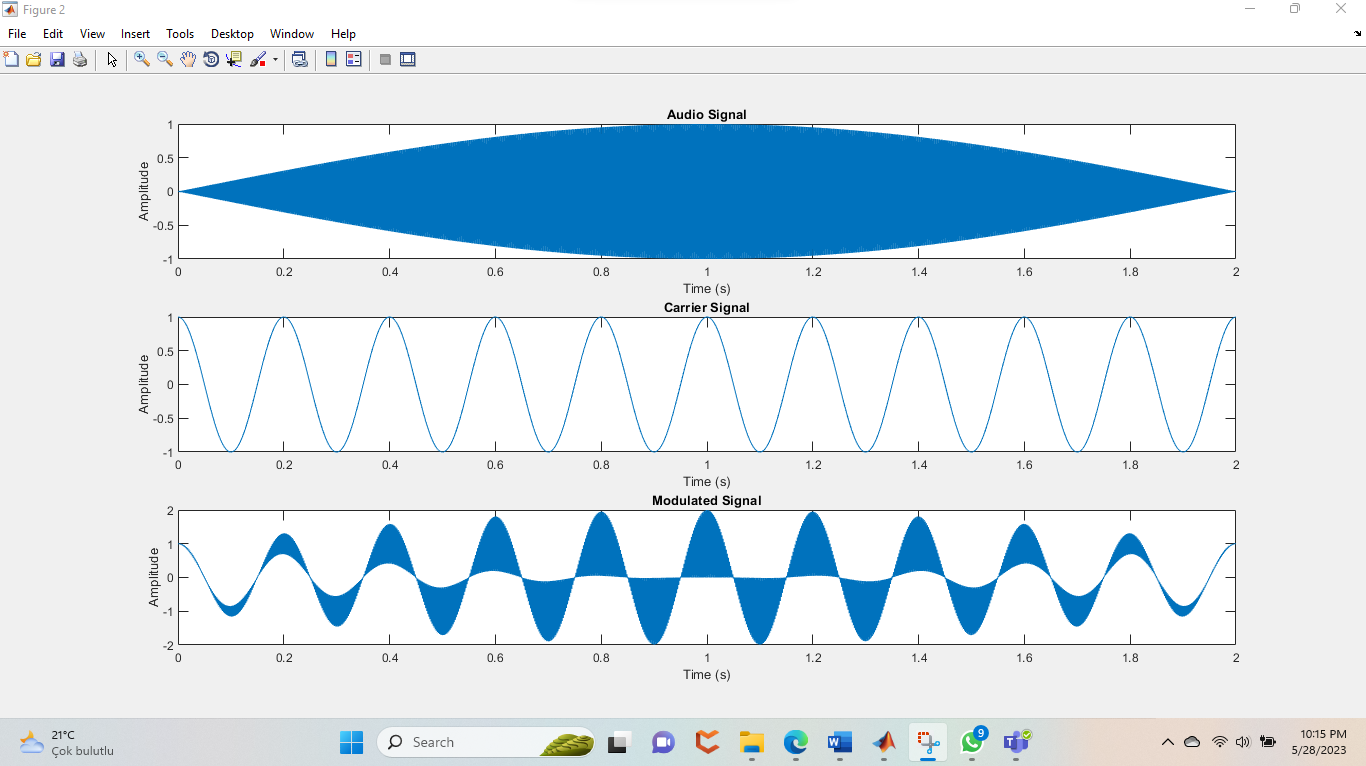 Figure 2
File Edit View Insert Tools Desktop Window Help
Audio Signal
1
0.5
0
-0.5
-1
Amplitude
0 0.2 0.4 0.6 0.8 1 1.2 1.4 1.6 1.8 2
Time (s)
Carrier Signal
1
0.5
0
-0.5
-1
Amplitude
0 0.2 0.4 0.6 0.8 1 1.2 1.4 1.6 1.8 2
Time (s)
Modulated Signal
2
1
0
-1
-2
Amplitude
0 0.2 0.4 0.6 0.8 1 1.2 1.4 1.6 1.8 2
Time (s)
21°C
Çok bulutlu
Search
9
10:15 PM
5/28/2023